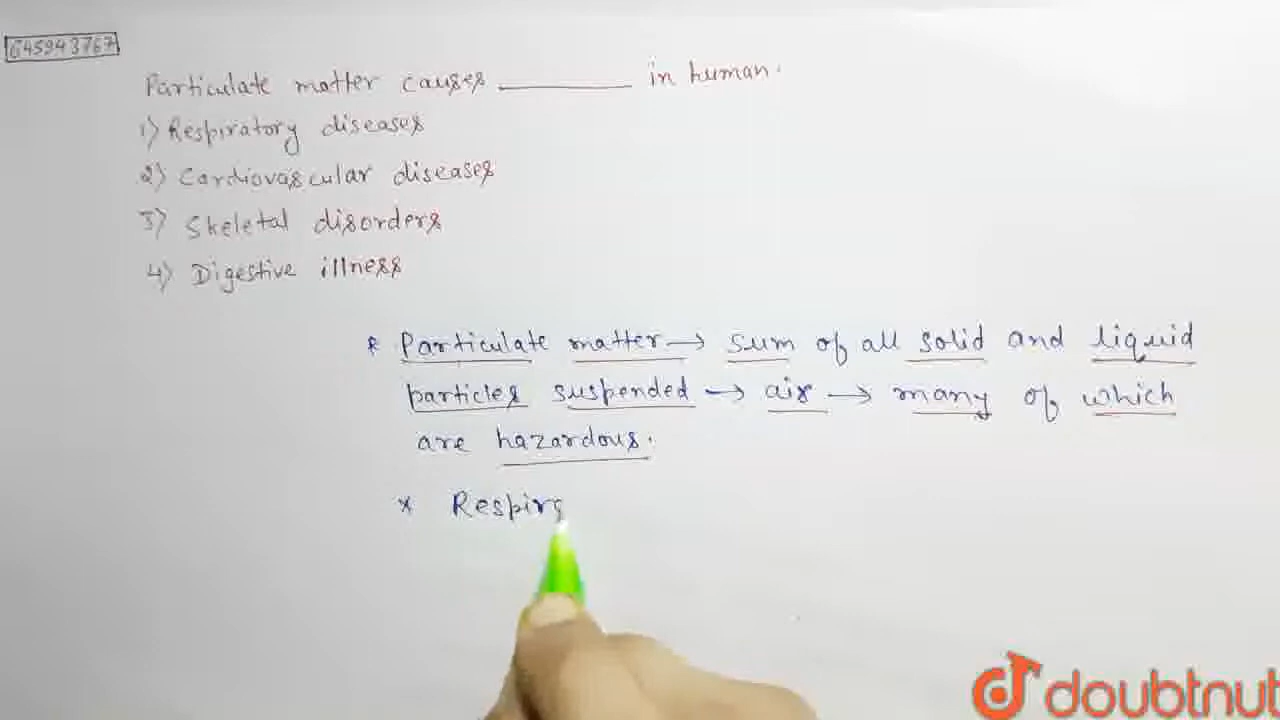 645943767
Particulate matter causes ________ in human.
1) Respiratory diseases
2) Cardiovascular diseases
3) Skeletal disorders
4) Digestive illness
* Particulate matter → sum of all solid and liquid
particles suspended → air → many of which
are hazardous.
* Respira
doubtnut